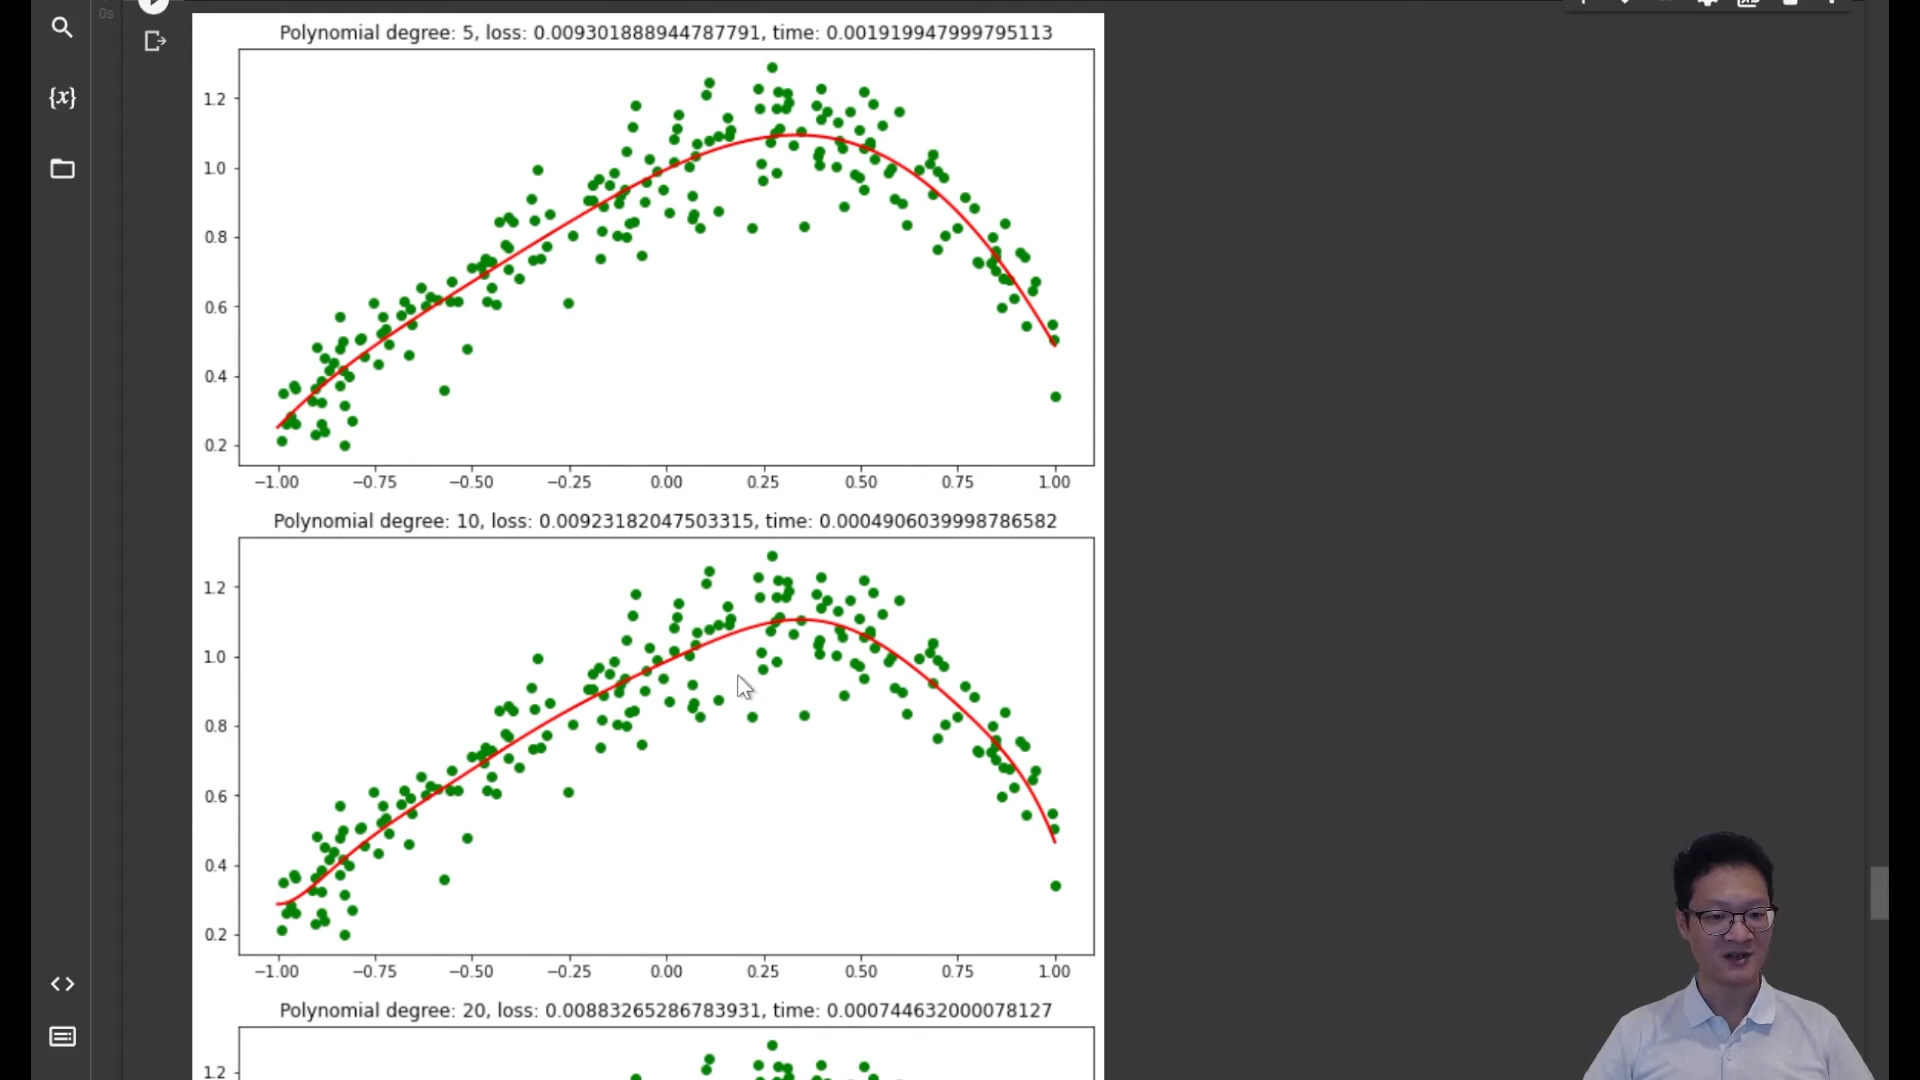 0s
{x}
Polynomial degree: 5, loss: 0.009301888944787791, time: 0.001919947999795113
1.2
1.0
0.8
0.6
0.4
0.2
−1.00 −0.75 −0.50 −0.25 0.00 0.25 0.50 0.75 1.00
Polynomial degree: 10, loss: 0.00923182047503315, time: 0.0004906039998786582
1.2
1.0
0.8
0.6
0.4
0.2
−1.00 −0.75 −0.50 −0.25 0.00 0.25 0.50 0.75 1.00
Polynomial degree: 20, loss: 0.00883265286783931, time: 0.000744632000078127
1.2